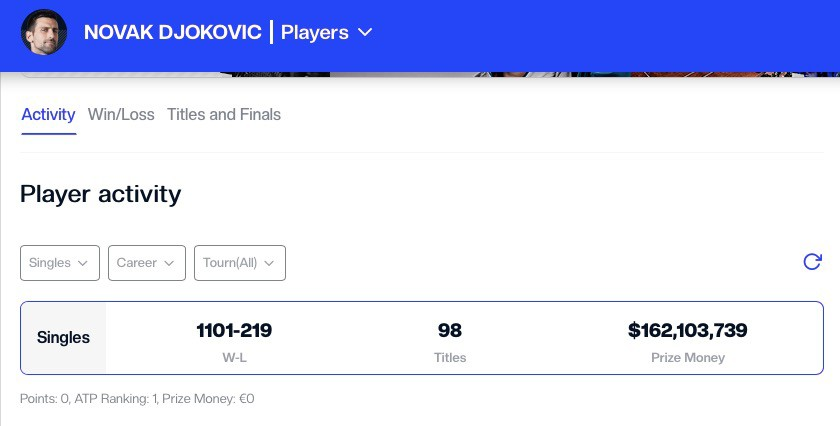 NOVAK DJOKOVIC | Players
Activity Win/Loss Titles and Finals
Player activity
Singles Career Tourn(All)
Singles 1101-219 98 $162,103,739
W-L Titles Prize Money
Points: 0, ATP Ranking: 1, Prize Money: €0